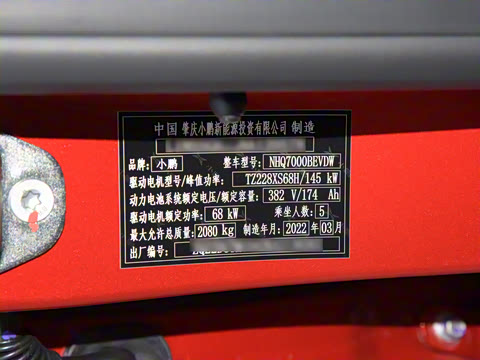 中国 肇庆小鹏新能源投资有限公司 制造
品牌: 小鹏 整车型号: NHQ7000BEVDW
驱动电机型号/峰值功率: TZ228XS68H/145 kW
动力电池系统额定电压/额定容量: 382 V/174 Ah
驱动电机额定功率: 68 kW 乘坐人数: 5
最大允许总质量: 2080 kg 制造年月: 2022 年 03 月
出厂编号: